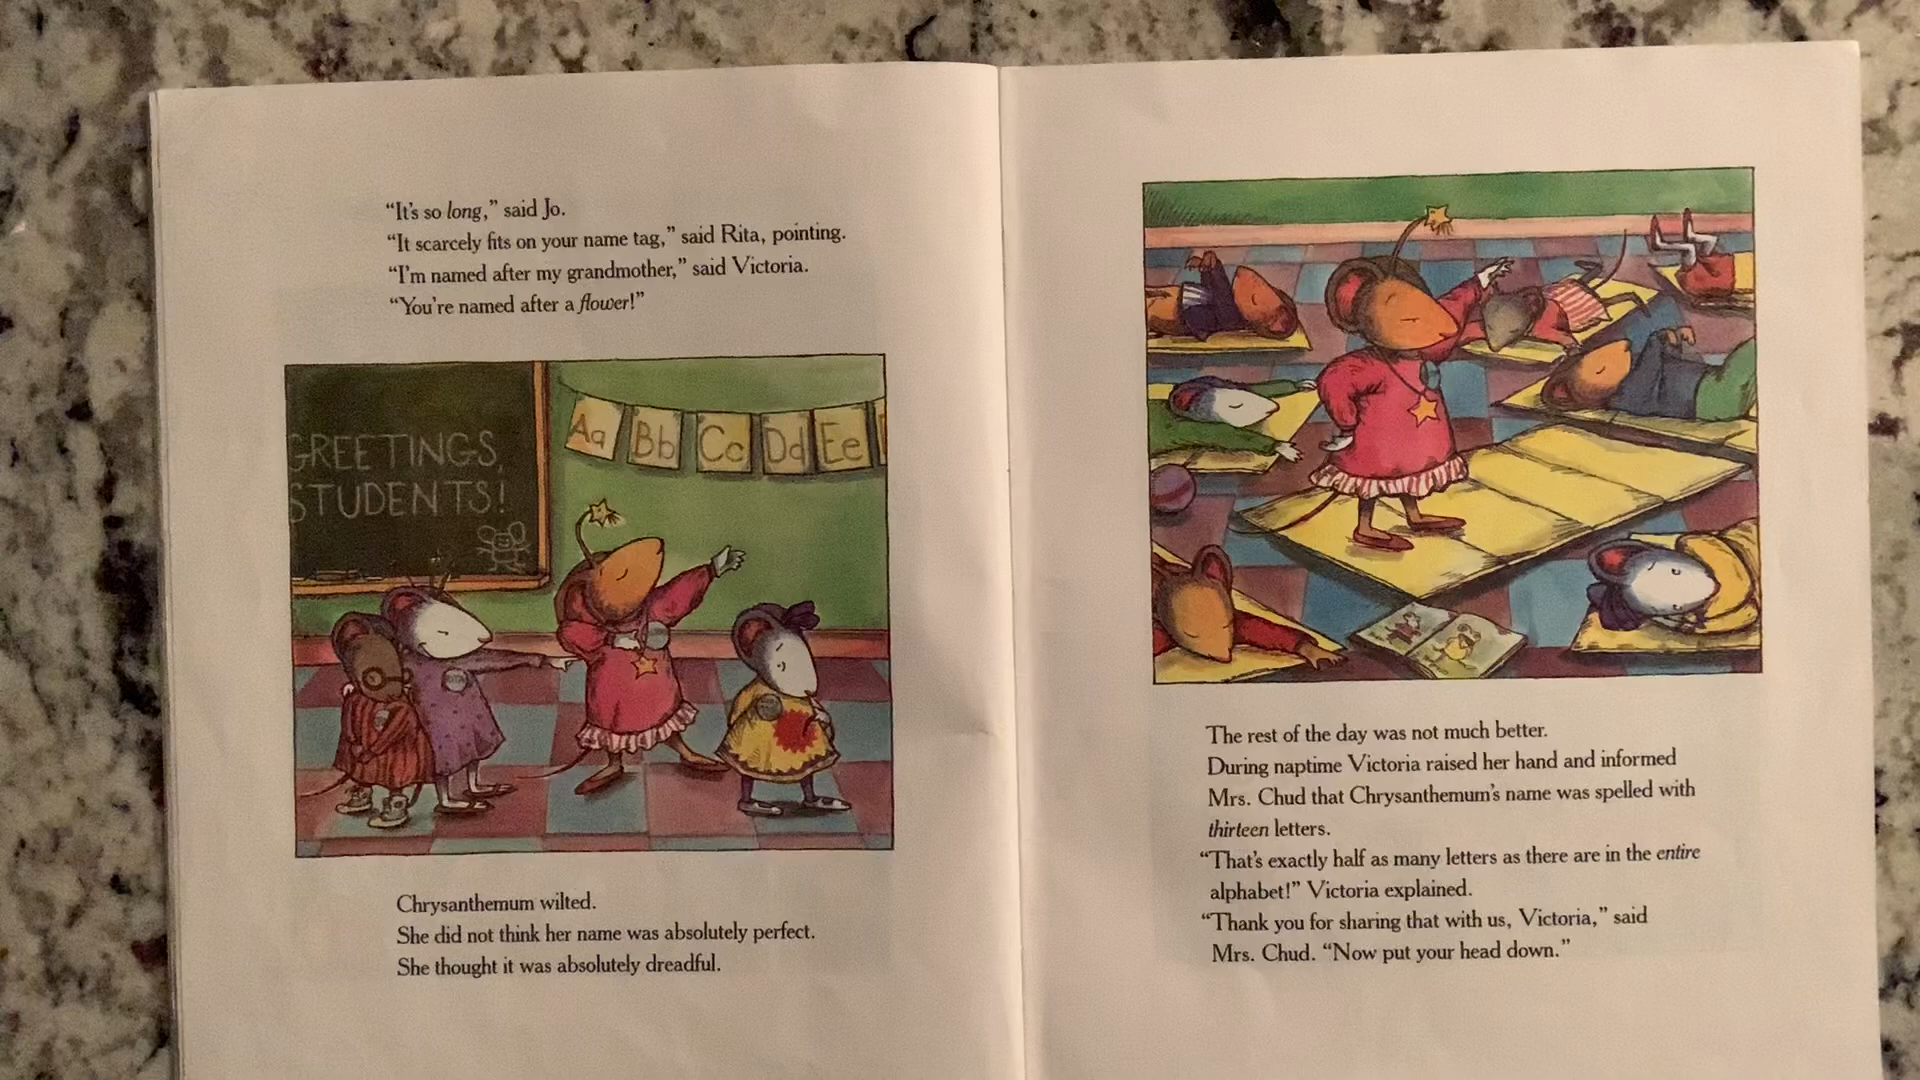 “It’s so long,” said Jo.
“It scarcely fits on your name tag,” said Rita, pointing.
“I’m named after my grandmother,” said Victoria.
“You’re named after a flower!”
GREETINGS,
STUDENTS!
Aa Bb Cc Dd Ee
Chrysanthemum wilted.
She did not think her name was absolutely perfect.
She thought it was absolutely dreadful.
The rest of the day was not much better.
During naptime Victoria raised her hand and informed
Mrs. Chud that Chrysanthemum’s name was spelled with
thirteen letters.
“That’s exactly half as many letters as there are in the entire
alphabet!” Victoria explained.
“Thank you for sharing that with us, Victoria,” said
Mrs. Chud. “Now put your head down.”